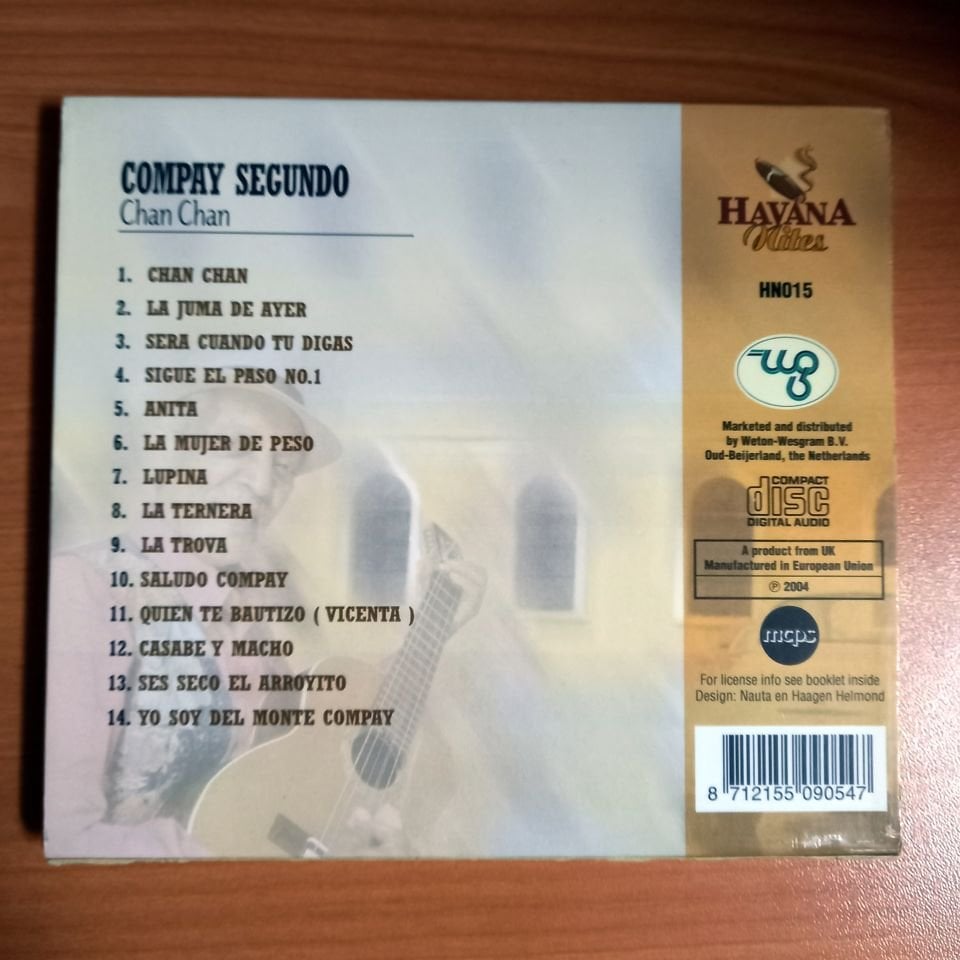 COMPAY SEGUNDO
Chan Chan
1. CHAN CHAN
2. LA JUMA DE AYER
3. SERA CUANDO TU DIGAS
4. SIGUE EL PASO NO.1
5. ANITA
6. LA MUJER DE PESO
7. LUPINA
8. LA TERNERA
9. LA TROVA
10. SALUDO COMPAY
11. QUIEN TE BAUTIZO ( VICENTA )
12. CASABE Y MACHO
13. SES SECO EL ARROYITO
14. YO SOY DEL MONTE COMPAY
HAVANA
Nites
HN015
WG
Marketed and distributed
by Weton-Wesgram B.V.
Oud-Beijerland, the Netherlands
COMPACT
disc
DIGITAL AUDIO
A product from UK
Manufactured in European Union
℗ 2004
mcps
For license info see booklet inside
Design: Nauta en Haagen Helmond
8 712155 090547